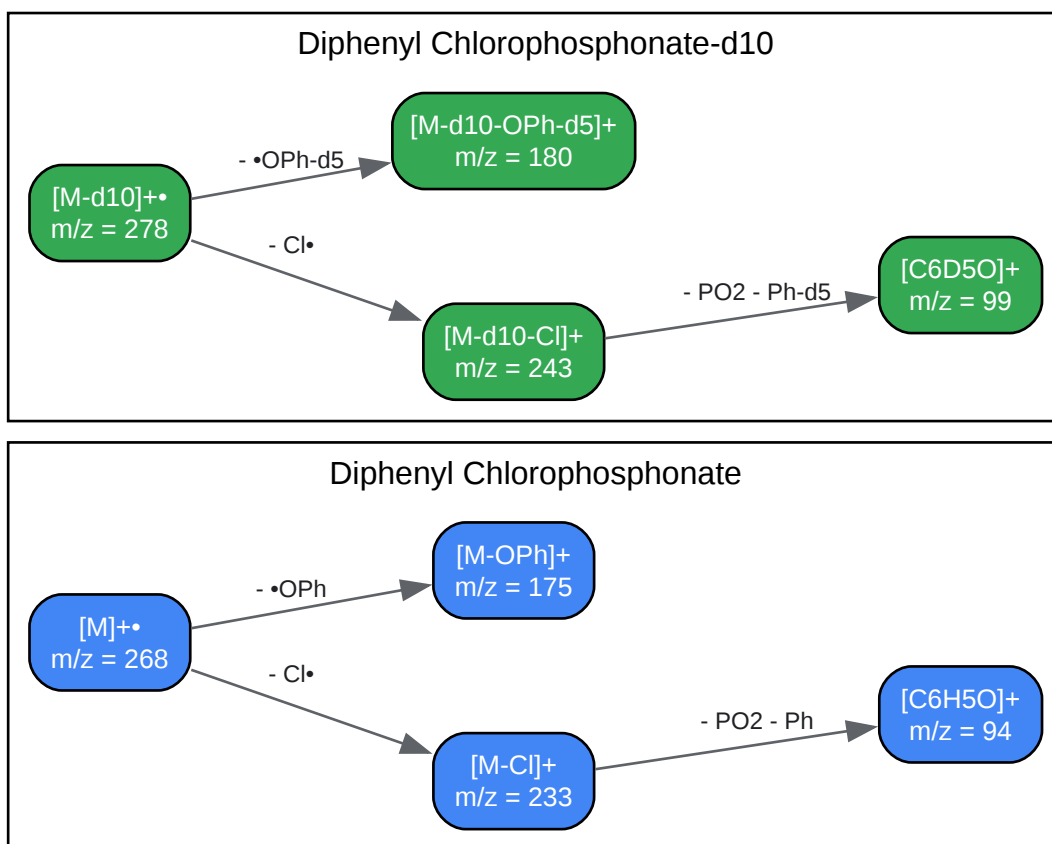 Diphenyl Chlorophosphonate-d10
[M-d10-OPh-d5]+
m/z = 180
- •OPh-d5
[M-d10]+•
m/z = 278
- Cl•
[C6D5O]+
m/z = 99
- PO2 - Ph-d5
[M-d10-Cl]+
m/z = 243
Diphenyl Chlorophosphonate
[M-OPh]+
m/z = 175
- •OPh
[M]+•
m/z = 268
- Cl•
[C6H5O]+
m/z = 94
- PO2 - Ph
[M-Cl]+
m/z = 233